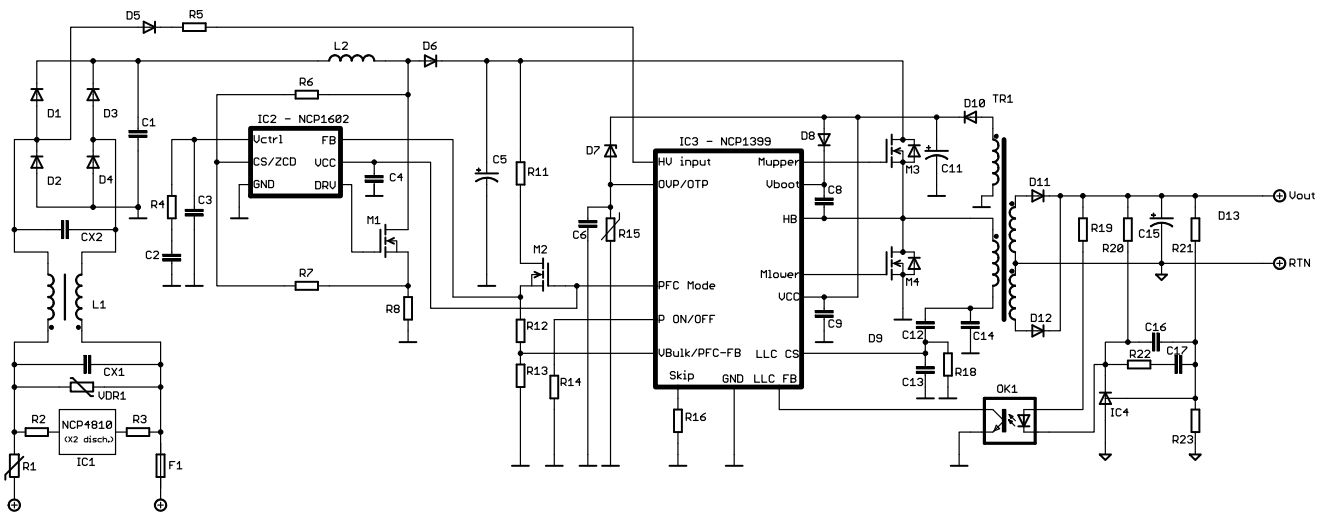 D5
R5
L2
D6
R6
D1
D3
C1
IC2 - NCP1602
Vctrl
FB
CS/ZCD
VCC
GND
DRV
C4
D2
D4
R4
C3
C2
CX2
M1
R7
R8
L1
CX1
VDR1
R2
NCP4810
(X2 disch.)
R3
IC1
R1
F1
C5
R11
M2
R12
R13
R14
D7
C6
R15
IC3 - NCP1399
HV input
Mupper
OVP/OTP
Vboot
HB
Mlower
PFC Mode
VCC
P ON/OFF
VBulk/PFC-FB
LLC CS
Skip
GND
LLC FB
R16
D8
C8
C9
M3
M4
C11
D10
TR1
D9
C12
C14
C13
R18
D11
D12
R19
R20
C15
R21
D13
Vout
RTN
C16
R22
C17
OK1
IC4
R23